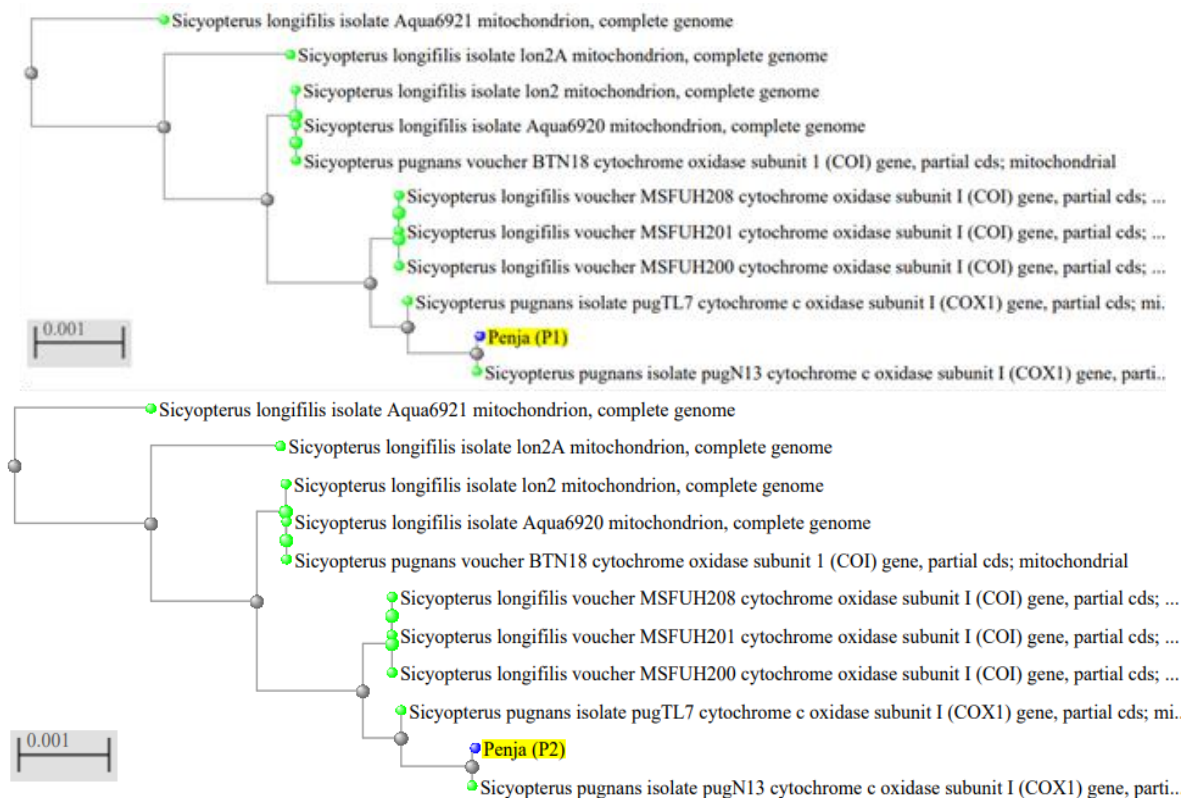 Sicyopterus longifilis isolate Aqua6921 mitochondrion, complete genome
Sicyopterus longifilis isolate lon2A mitochondrion, complete genome
Sicyopterus longifilis isolate lon2 mitochondrion, complete genome
Sicyopterus longifilis isolate Aqua6920 mitochondrion, complete genome
Sicyopterus pugnans voucher BTN18 cytochrome oxidase subunit 1 (COI) gene, partial cds; mitochondrial
Sicyopterus longifilis voucher MSFUH208 cytochrome oxidase subunit I (COI) gene, partial cds; ...
Sicyopterus longifilis voucher MSFUH201 cytochrome oxidase subunit I (COI) gene, partial cds; ...
Sicyopterus longifilis voucher MSFUH200 cytochrome oxidase subunit I (COI) gene, partial cds; ...
Sicyopterus pugnans isolate pugTL7 cytochrome c oxidase subunit I (COX1) gene, partial cds; mi.
0.001
Penja (P1)
Sicyopterus pugnans isolate pugN13 cytochrome c oxidase subunit I (COX1) gene, parti..
Sicyopterus longifilis isolate Aqua6921 mitochondrion, complete genome
Sicyopterus longifilis isolate lon2A mitochondrion, complete genome
Sicyopterus longifilis isolate lon2 mitochondrion, complete genome
Sicyopterus longifilis isolate Aqua6920 mitochondrion, complete genome
Sicyopterus pugnans voucher BTN18 cytochrome oxidase subunit 1 (COI) gene, partial cds; mitochondrial
Sicyopterus longifilis voucher MSFUH208 cytochrome oxidase subunit I (COI) gene, partial cds; ...
Sicyopterus longifilis voucher MSFUH201 cytochrome oxidase subunit I (COI) gene, partial cds; ...
Sicyopterus longifilis voucher MSFUH200 cytochrome oxidase subunit I (COI) gene, partial cds; ...
Sicyopterus pugnans isolate pugTL7 cytochrome c oxidase subunit I (COX1) gene, partial cds; mi..
0.001
Penja (P2)
Sicyopterus pugnans isolate pugN13 cytochrome c oxidase subunit I (COX1) gene, parti...